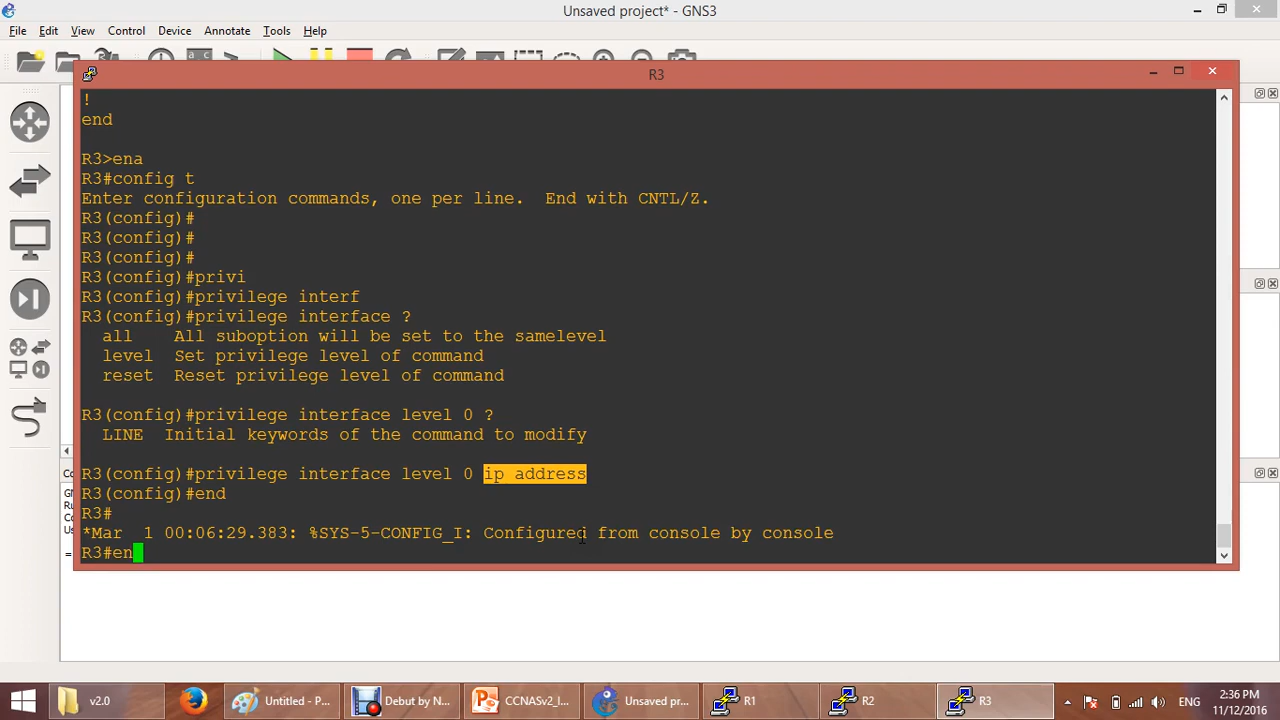 Unsaved project* - GNS3
File Edit View Control Device Annotate Tools Help
R3
!
end
R3>ena
R3#config t
Enter configuration commands, one per line.  End with CNTL/Z.
R3(config)#
R3(config)#
R3(config)#
R3(config)#privi
R3(config)#privilege interf
R3(config)#privilege interface ?
all    All suboption will be set to the samelevel
level  Set privilege level of command
reset  Reset privilege level of command
R3(config)#privilege interface level 0 ?
LINE  Initial keywords of the command to modify
R3(config)#privilege interface level 0 ip address
R3(config)#end
R3#
*Mar  1 00:06:29.383: %SYS-5-CONFIG_I: Configured from console by console
R3#en
v2.0
Untitled - P...
Debut by N...
CCNASv2_I...
Unsaved pr...
R1
R2
R3
ENG
2:36 PM
11/12/2016